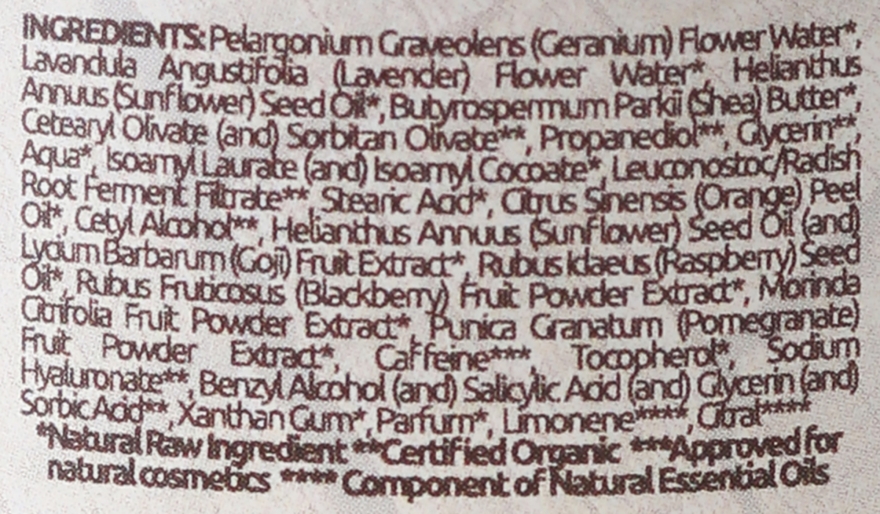 INGREDIENTS: Pelargonium Graveolens (Geranium) Flower Water*,
Lavandula Angustifolia (Lavender) Flower Water*, Helianthus
Annuus (Sunflower) Seed Oil*, Butyrospermum Parkii (Shea) Butter*,
Cetearyl Olivate (and) Sorbitan Olivate**, Propanediol**, Glycerin**,
Aqua*, Isoamyl Laurate (and) Isoamyl Cocoate*, Leuconostoc/Radish
Root Ferment Filtrate**, Stearic Acid*, Citrus Sinensis (Orange) Peel
Oil*, Cetyl Alcohol**, Helianthus Annuus (Sunflower) Seed Oil (and)
Lycium Barbarum (Goji) Fruit Extract*, Rubus Idaeus (Raspberry) Seed
Oil*, Rubus Fruticosus (Blackberry) Fruit Powder Extract*, Morinda
Citrifolia Fruit Powder Extract*, Punica Granatum (Pomegranate)
Fruit Powder Extract*, Caffeine***, Tocopherol*, Sodium
Hyaluronate**, Benzyl Alcohol (and) Salicylic Acid (and) Glycerin (and)
Sorbic Acid**, Xanthan Gum*, Parfum*, Limonene****, Citral****
*Natural Raw Ingredient **Certified Organic ***Approved for
natural cosmetics **** Component of Natural Essential Oils